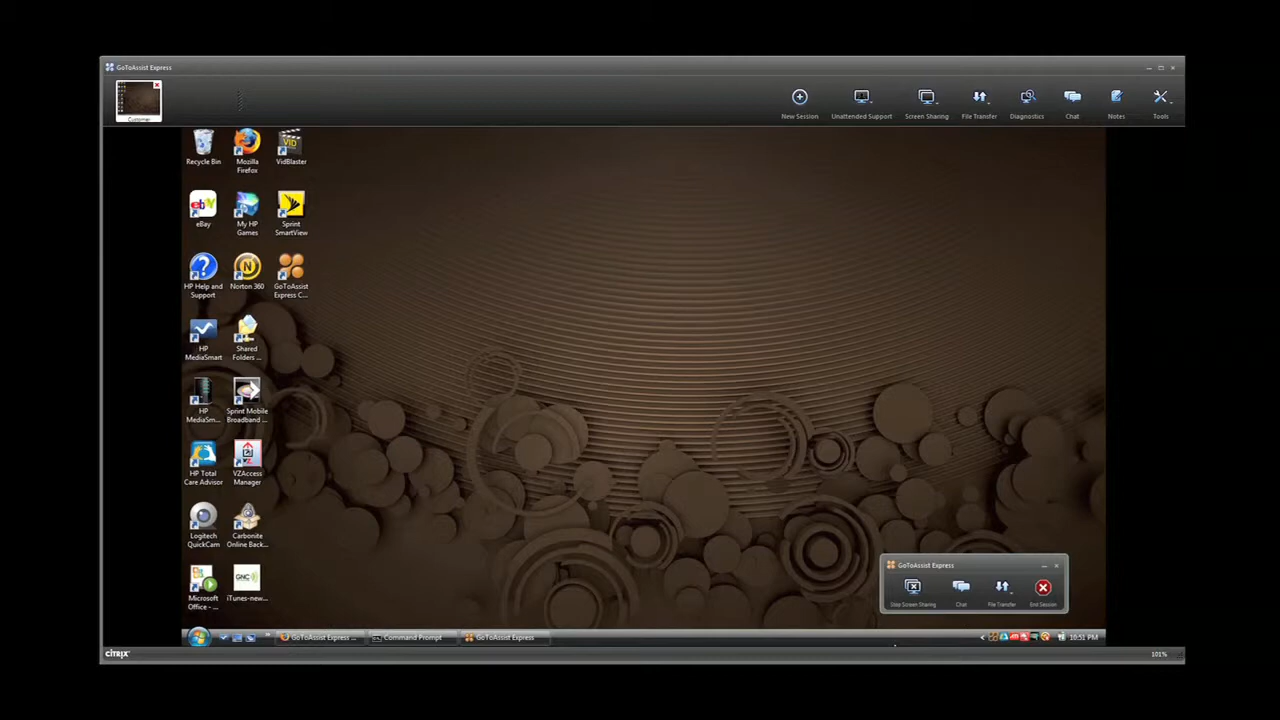 GoToAssist Express
Customer
New Session
Unattended Support
Screen Sharing
File Transfer
Diagnostics
Chat
Notes
Tools
Recycle Bin
Mozilla
Firefox
VID
VidBlaster
ebY
eBay
My HP
Games
Sprint
SmartView
HP Help and
Support
N
Norton 360
GoToAssist
Express C...
HP
MediaSmart
Shared
Folders ...
HP
MediaSm...
Sprint Mobile
Broadband ...
HP Total
Care Advisor
VZAccess
Manager
Logitech
QuickCam
Carbonite
Online Back...
Microsoft
Office - ...
GNC
iTunes-new...
GoToAssist Express
Stop Screen Sharing
Chat
File Transfer
End Session
GoToAssist Express ...
Command Prompt
GoToAssist Express
10:51 PM
CITRIX
101%